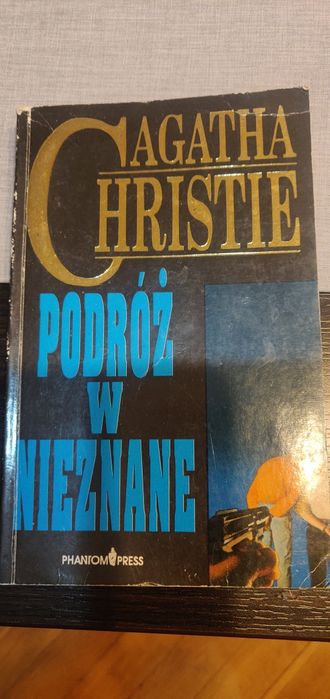 AGATHA
CHRISTIE
PODRÓŻ
W
NIEZNANE
PHANTOM PRESS